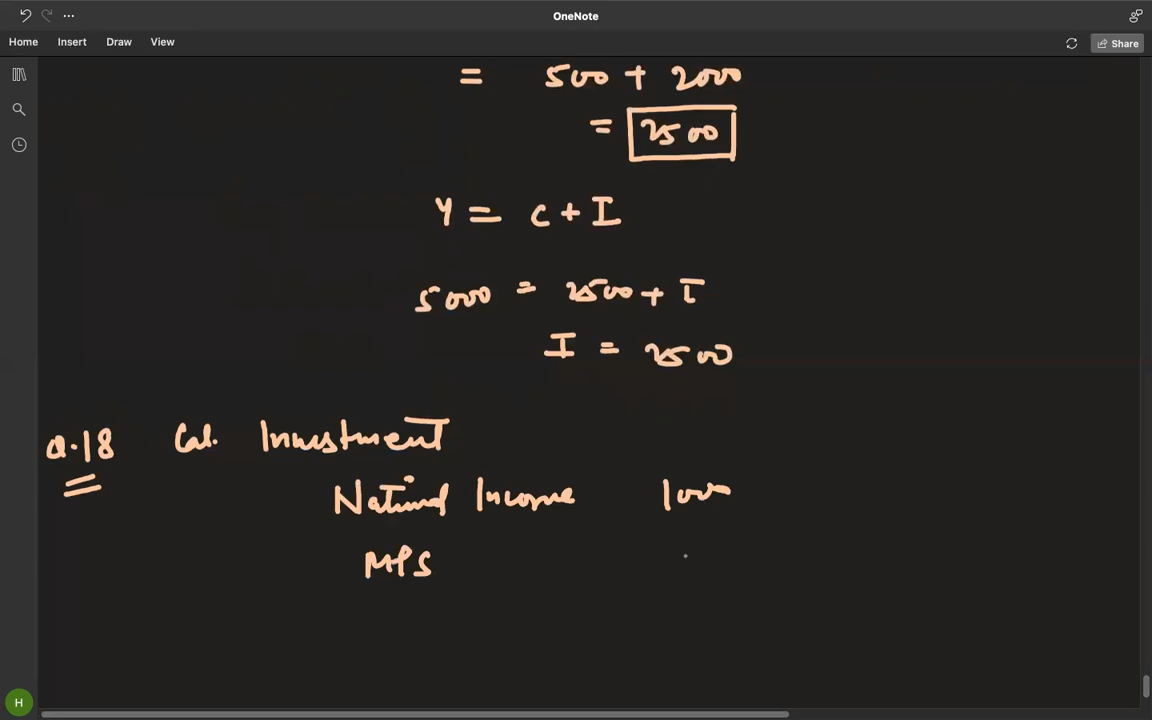 OneNote
Home Insert Draw View Share
= 500 + 2000
= 2500
Y = C + I
5000 = 2500 + I
I = 2500
Q.18 Cal. Investment
National Income 1000
MPS
H